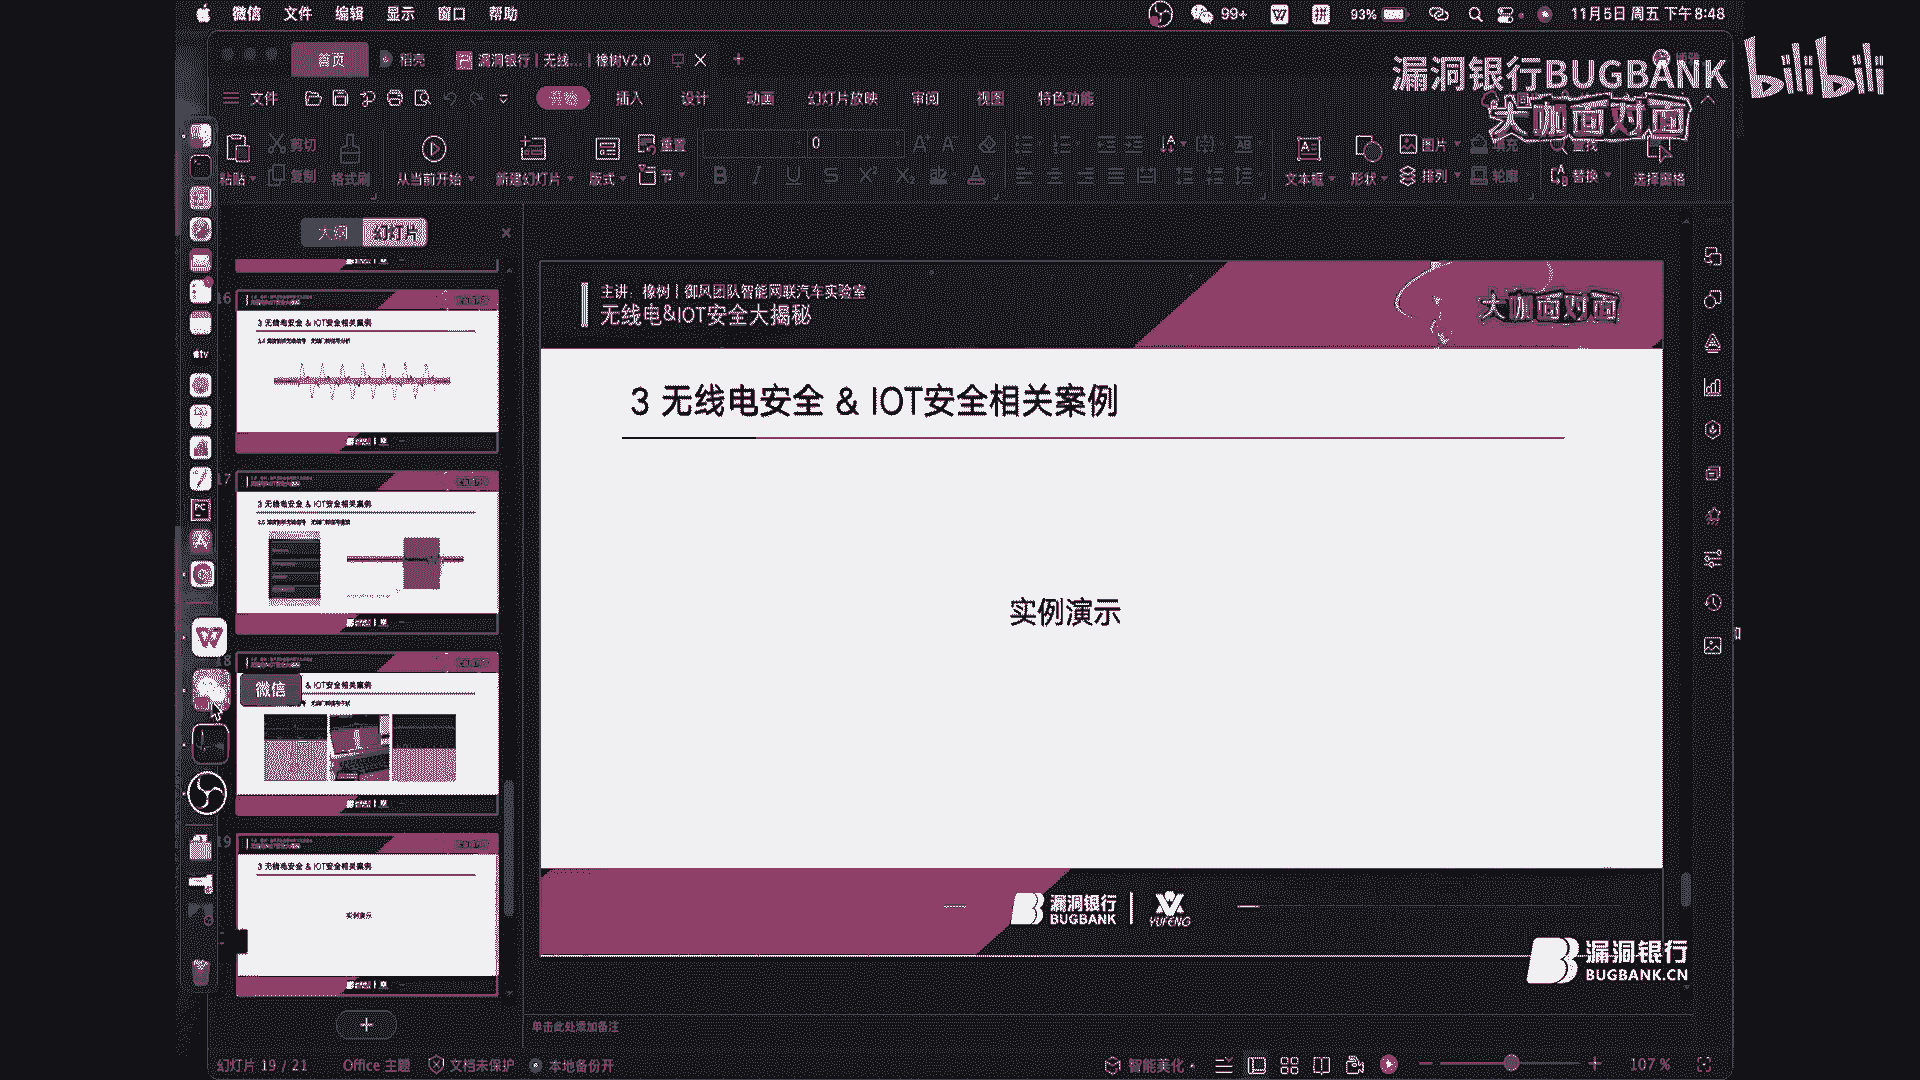 微信 文件 编辑 显示 窗口 帮助
99+
93%
11月5日 周五 下午8:48
首页
稻壳
漏洞银行 | 无线... | 橡树V2.0
漏洞银行BUGBANK
bilibili
大咖面对面
文件
开始 插入 设计 动画 幻灯片放映 审阅 视图 特色功能
粘贴
剪切
复制
格式刷
从当前开始
新建幻灯片
版式
重置
节
0
文本框
形状
图片
排列
填充
轮廓
查找
替换
选择窗格
大纲 幻灯片
16
3 无线电安全 & IOT安全相关案例
17
3 无线电安全 & IOT安全相关案例
18
& IOT安全相关案例
微信
19
3 无线电安全 & IOT安全相关案例
实例演示
主讲：橡树 | 御风团队智能网联汽车实验室
无线电&IOT安全大揭秘
大咖面对面
3 无线电安全 & IOT安全相关案例
实例演示
漏洞银行
BUGBANK
YUFENG
漏洞银行
BUGBANK.CN
单击此处添加备注
幻灯片 19 / 21
Office 主题
文档未保护
本地备份开
智能美化
107 %